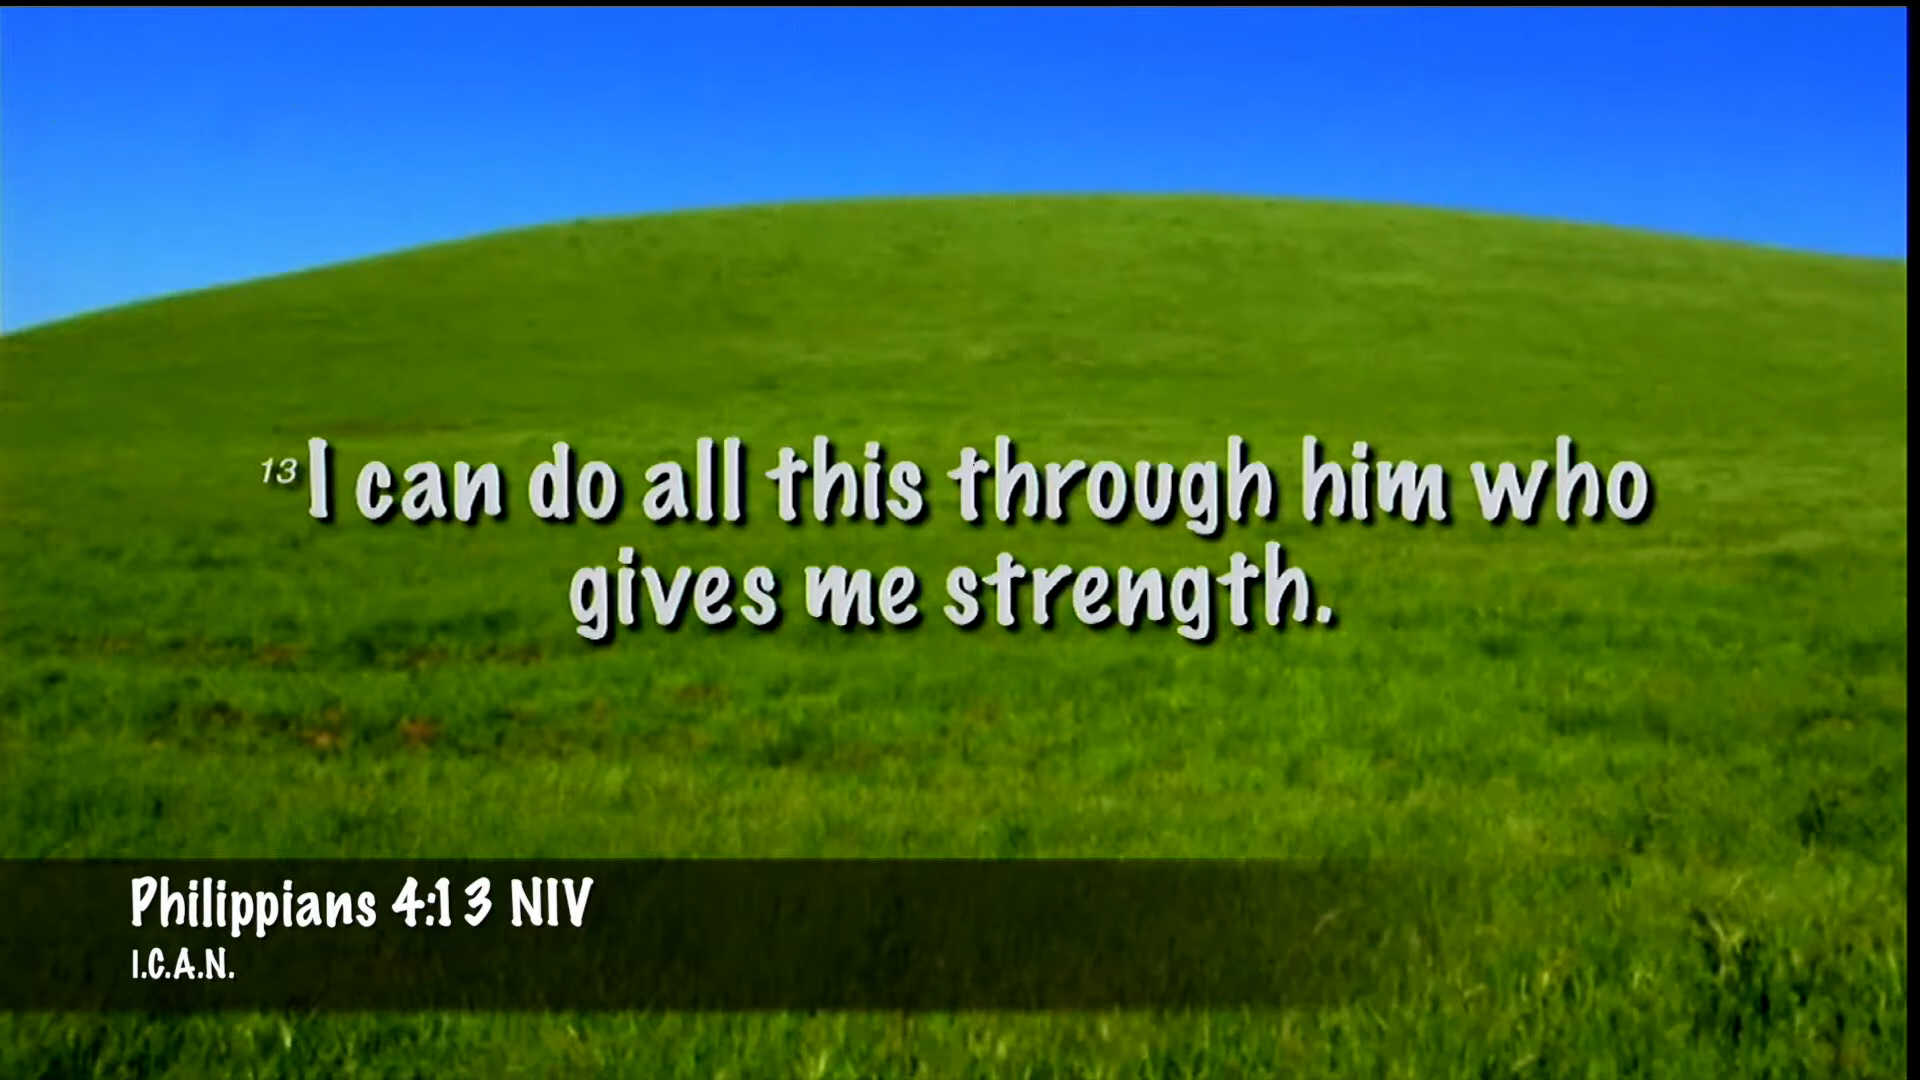 13 I can do all this through him who
gives me strength.
Philippians 4:13 NIV
I.C.A.N.